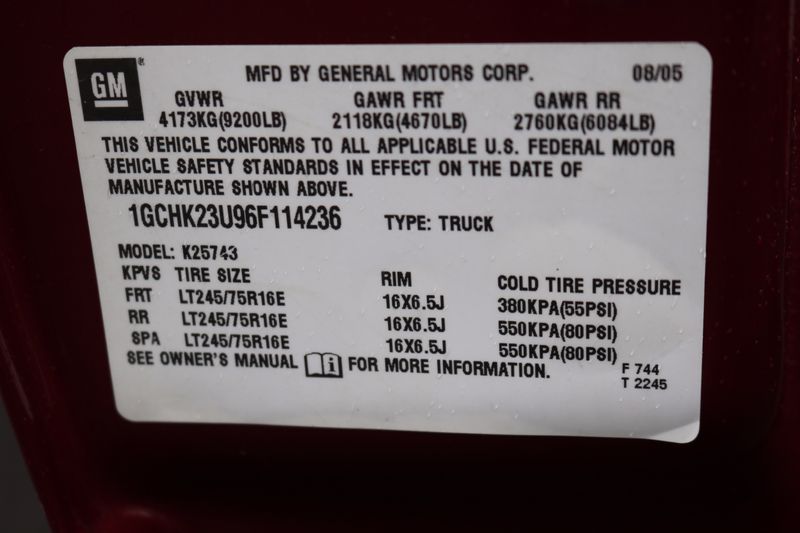 GM® MFD BY GENERAL MOTORS CORP. 08/05
GVWR GAWR FRT GAWR RR
4173KG(9200LB) 2118KG(4670LB) 2760KG(6084LB)
THIS VEHICLE CONFORMS TO ALL APPLICABLE U.S. FEDERAL MOTOR
VEHICLE SAFETY STANDARDS IN EFFECT ON THE DATE OF
MANUFACTURE SHOWN ABOVE.
1GCHK23U96F114236 TYPE: TRUCK
MODEL: K25743
KPVS TIRE SIZE RIM COLD TIRE PRESSURE
FRT LT245/75R16E 16X6.5J 380KPA(55PSI)
RR LT245/75R16E 16X6.5J 550KPA(80PSI)
SPA LT245/75R16E 16X6.5J 550KPA(80PSI)
SEE OWNER'S MANUAL i FOR MORE INFORMATION.
F 744
T 2245